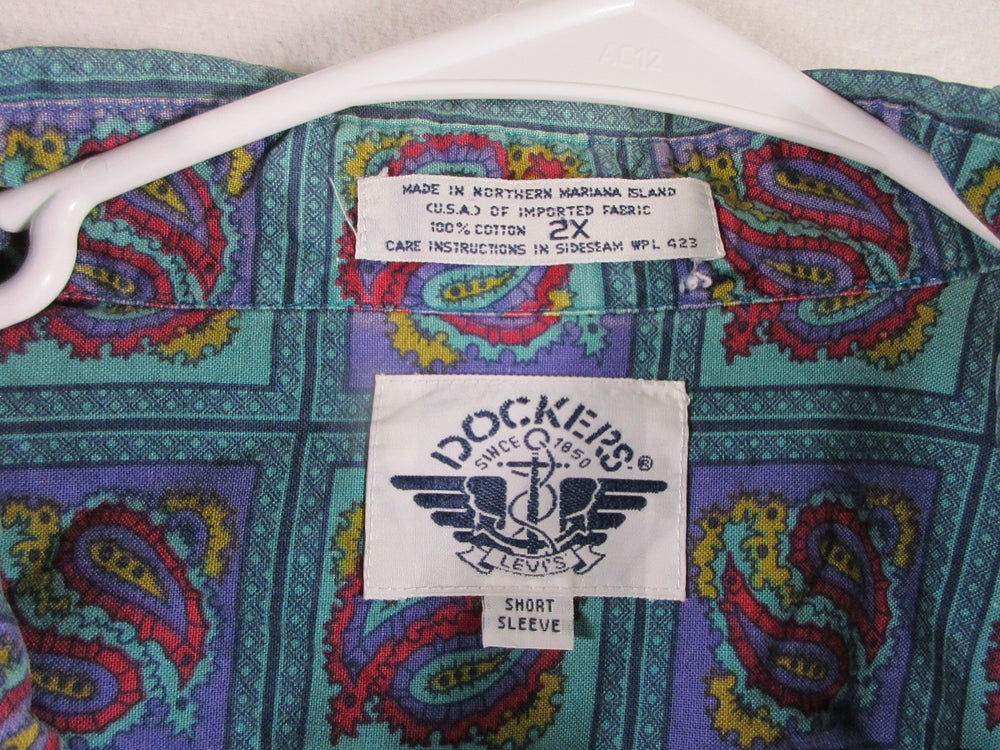 AC12
MADE IN NORTHERN MARIANA ISLAND
(U.S.A.) OF IMPORTED FABRIC
100% COTTON 2X
CARE INSTRUCTIONS IN SIDESEAM WPL 423
DOCKERS®
SINCE 1850
LEVI'S
SHORT
SLEEVE